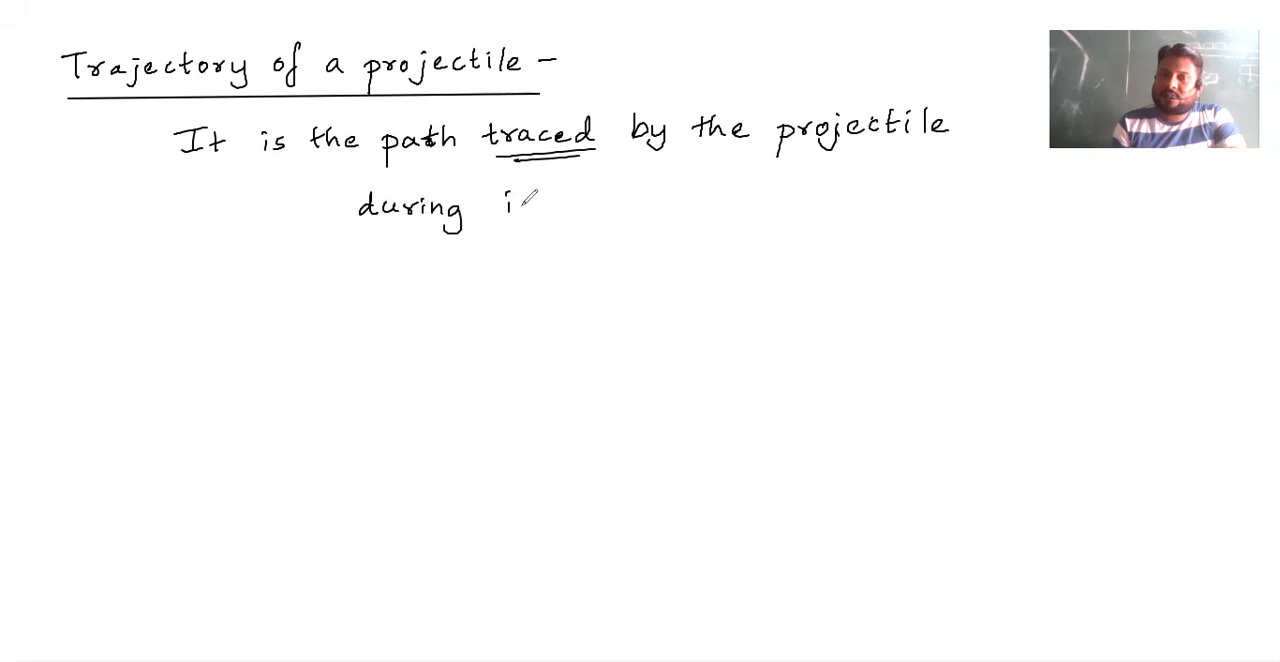 Trajectory of a projectile -
It is the path traced by the projectile
during i